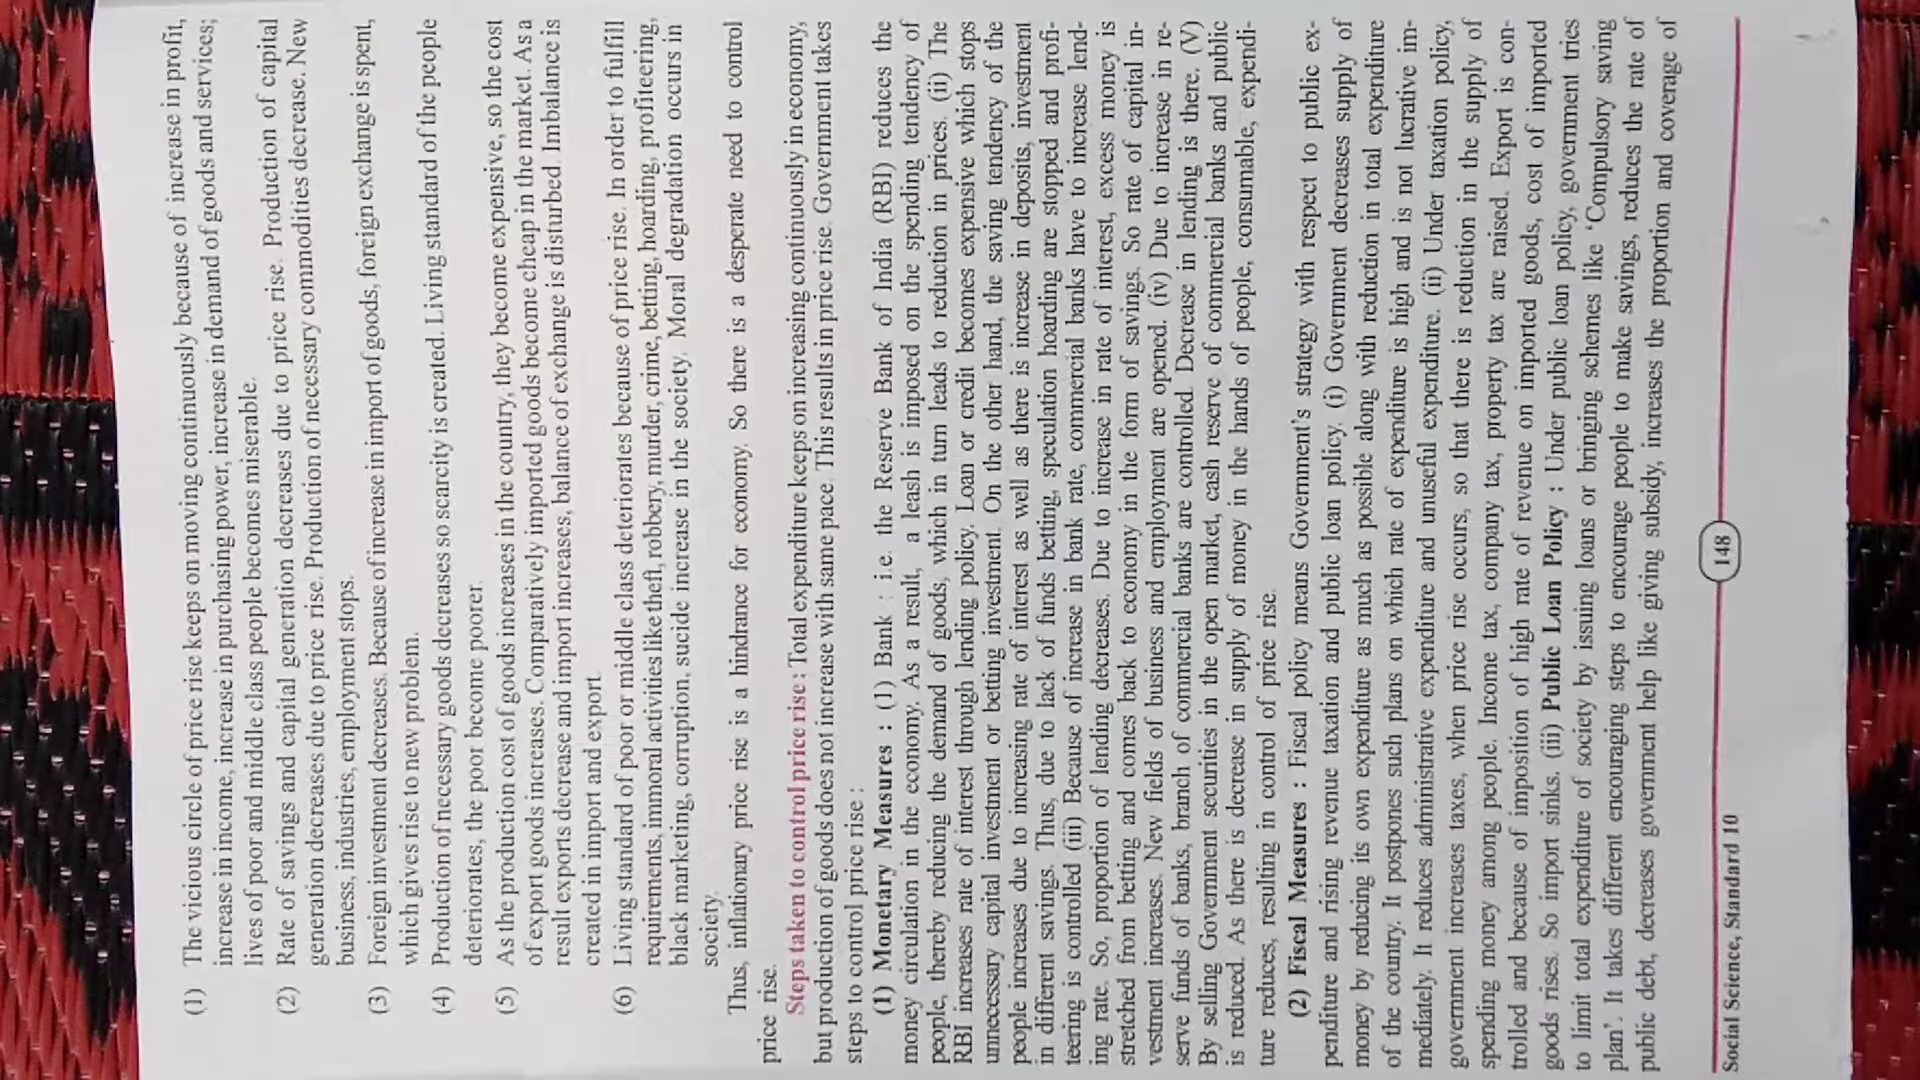 (1) The vicious circle of price rise keeps on moving continuously because of increase in profit,
increase in income, increase in purchasing power, increase in demand of goods and services;
lives of poor and middle class people becomes miserable.
(2) Rate of savings and capital generation decreases due to price rise. Production of capital
generation decreases due to price rise. Production of necessary commodities decrease. New
business, industries, employment stops.
(3) Foreign investment decreases. Because of increase in import of goods, foreign exchange is spent,
which gives rise to new problem.
(4) Production of necessary goods decreases so scarcity is created. Living standard of the people
deteriorates, the poor become poorer.
(5) As the production cost of goods increases in the country, they become expensive, so the cost
of export goods increases. Comparatively imported goods become cheap in the market. As a
result exports decrease and import increases, balance of exchange is disturbed. Imbalance is
created in import and export.
(6) Living standard of poor or middle class deteriorates because of price rise. In order to fulfill
requirements, immoral activities like theft, robbery, murder, crime, betting, hoarding, profiteering,
black marketing, corruption, sucide increase in the society. Moral degradation occurs in
society.
Thus, inflationary price rise is a hindrance for economy. So there is a desperate need to control
price rise.
Steps taken to control price rise : Total expenditure keeps on increasing continuously in economy,
but production of goods does not increase with same pace. This results in price rise. Government takes
steps to control price rise :
(1) Monetary Measures : (1) Bank : i.e. the Reserve Bank of India (RBI) reduces the
money circulation in the economy. As a result, a leash is imposed on the spending tendency of
people, thereby reducing the demand of goods, which in turn leads to reduction in prices. (ii) The
RBI increases rate of interest through lending policy. Loan or credit becomes expensive which stops
unnecessary capital investment or betting investment. On the other hand, the saving tendency of the
people increases due to increasing rate of interest as well as there is increase in deposits, investment
in different savings. Thus, due to lack of funds betting, speculation hoarding are stopped and profi-
teering is controlled (iii) Because of increase in bank rate, commercial banks have to increase lend-
ing rate. So, proportion of lending decreases. Due to increase in rate of interest, excess money is
stretched from betting and comes back to economy in the form of savings. So rate of capital in-
vestment increases. New fields of business and employment are opened. (iv) Due to increase in re-
serve funds of banks, branch of commercial banks are controlled. Decrease in lending is there. (V)
By selling Government securities in the open market, cash reserve of commercial banks and public
is reduced. As there is decrease in supply of money in the hands of people, consumable, expendi-
ture reduces, resulting in control of price rise.
(2) Fiscal Measures : Fiscal policy means Government's strategy with respect to public ex-
penditure and rising revenue taxation and public loan policy. (i) Government decreases supply of
money by reducing its own expenditure as much as possible along with reduction in total expenditure
of the country. It postpones such plans on which rate of expenditure is high and is not lucrative im-
mediately. It reduces administrative expenditure and unuseful expenditure. (ii) Under taxation policy,
government increases taxes, when price rise occurs, so that there is reduction in the supply of
spending money among people. Income tax, company tax, property tax are raised. Export is con-
trolled and because of imposition of high rate of revenue on imported goods, cost of imported
goods rises. So import sinks. (iii) Public Loan Policy : Under public loan policy, government tries
to limit total expenditure of society by issuing loans or bringing schemes like 'Compulsory saving
plan'. It takes different encouraging steps to encourage people to make savings, reduces the rate of
public debt, decreases government help like giving subsidy, increases the proportion and coverage of
148
Social Science, Standard 10